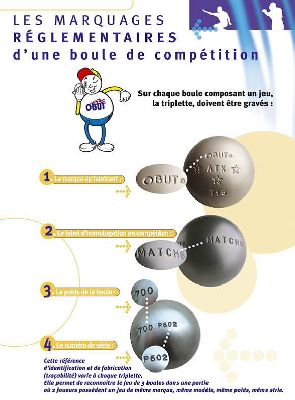 LES MARQUAGES
RÉGLEMENTAIRES
d'une boule de compétition
Sur chaque boule composant un jeu,
la triplette, doivent être gravés :
OBUT
1 La marque du fabricant :
OBUT
OBUT
ATX
2 Le label d'homologation en compétition :
MATCH
MATCH
3 Le poids de la boule :
700
700
4 Le numéro de série
P602
P602
Cette référence
d'identification et de fabrication
(traçabilité) varie à chaque triplette.
Elle permet de reconnaître le jeu de 3 boules dans une partie
où 2 joueurs possèdent un jeu de même marque, même modèle, même poids, même série.